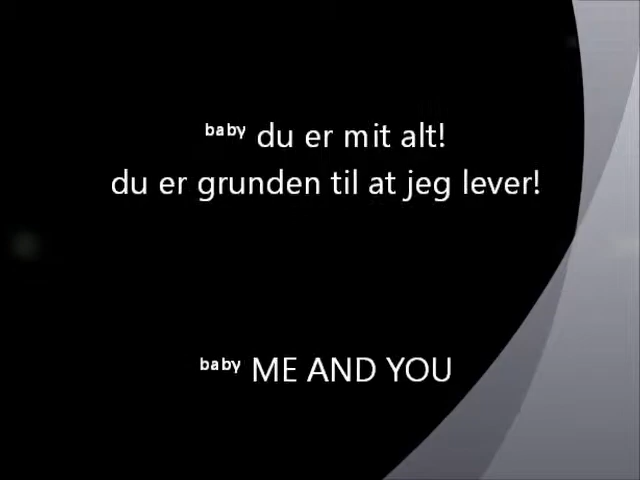 baby du er mit alt!
du er grunden til at jeg lever!
baby ME AND YOU